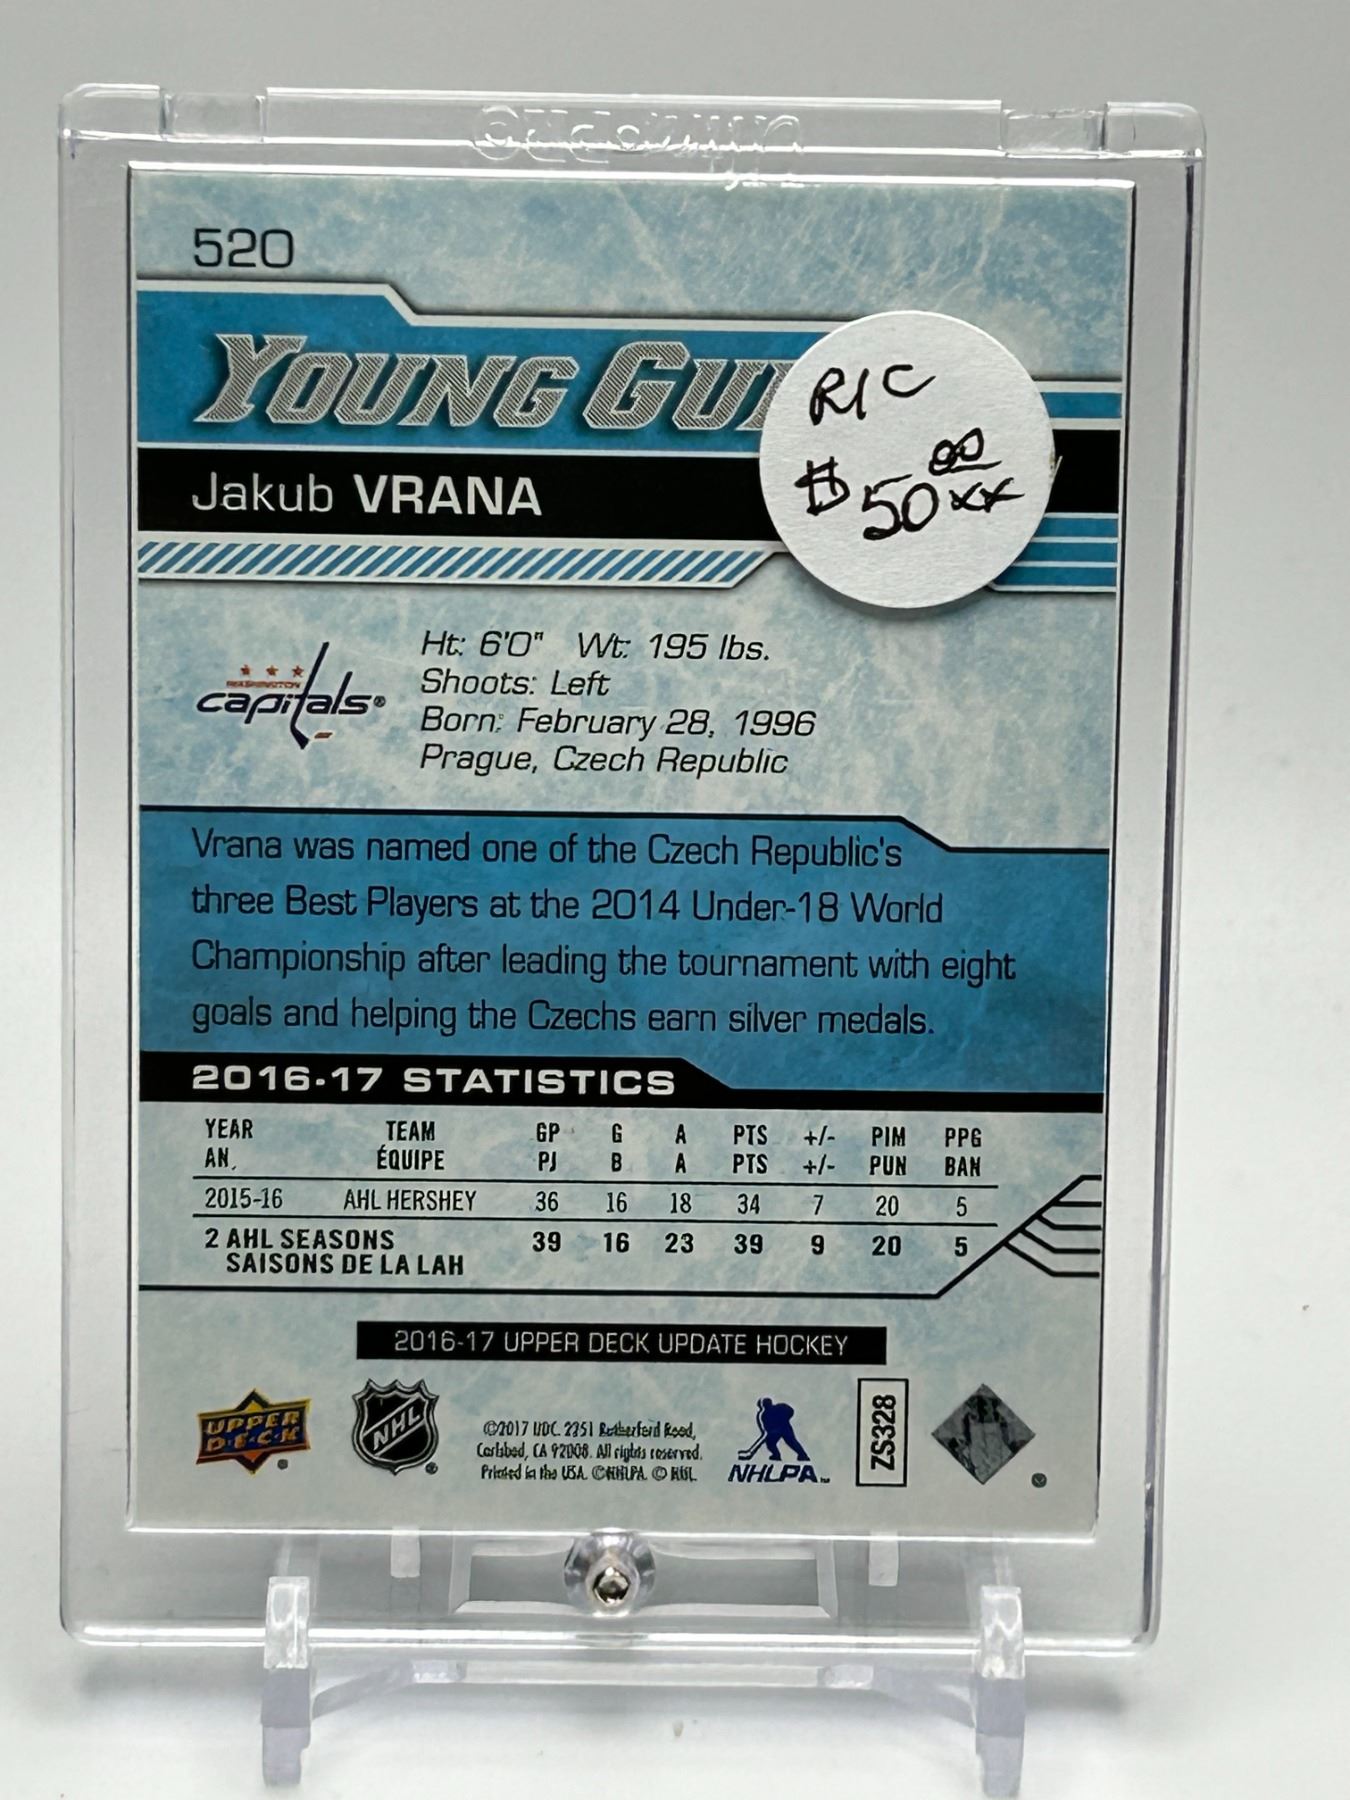 UltraPRO
520
YOUNG GU
R/C
$50.00 xx
Jakub VRANA
WASHINGTON
capitals®
Ht: 6'0" Wt: 195 lbs.
Shoots: Left
Born: February 28, 1996
Prague, Czech Republic
Vrana was named one of the Czech Republic's
three Best Players at the 2014 Under-18 World
Championship after leading the tournament with eight
goals and helping the Czechs earn silver medals.
2016-17 STATISTICS
YEAR TEAM GP G A PTS +/- PIM PPG
AN. ÉQUIPE PJ B A PTS +/- PUN BAN
2015-16 AHL HERSHEY 36 16 18 34 7 20 5
2 AHL SEASONS 39 16 23 39 9 20 5
SAISONS DE LA LAH
2016-17 UPPER DECK UPDATE HOCKEY
UPPER
D·E·C·K
NHL
©2017 UDC. 2351 Rutherford Road,
Carlsbad, CA 92008. All rights reserved.
Printed in the USA. ©NHLPA. © NHL.
NHLPA™
ZS328